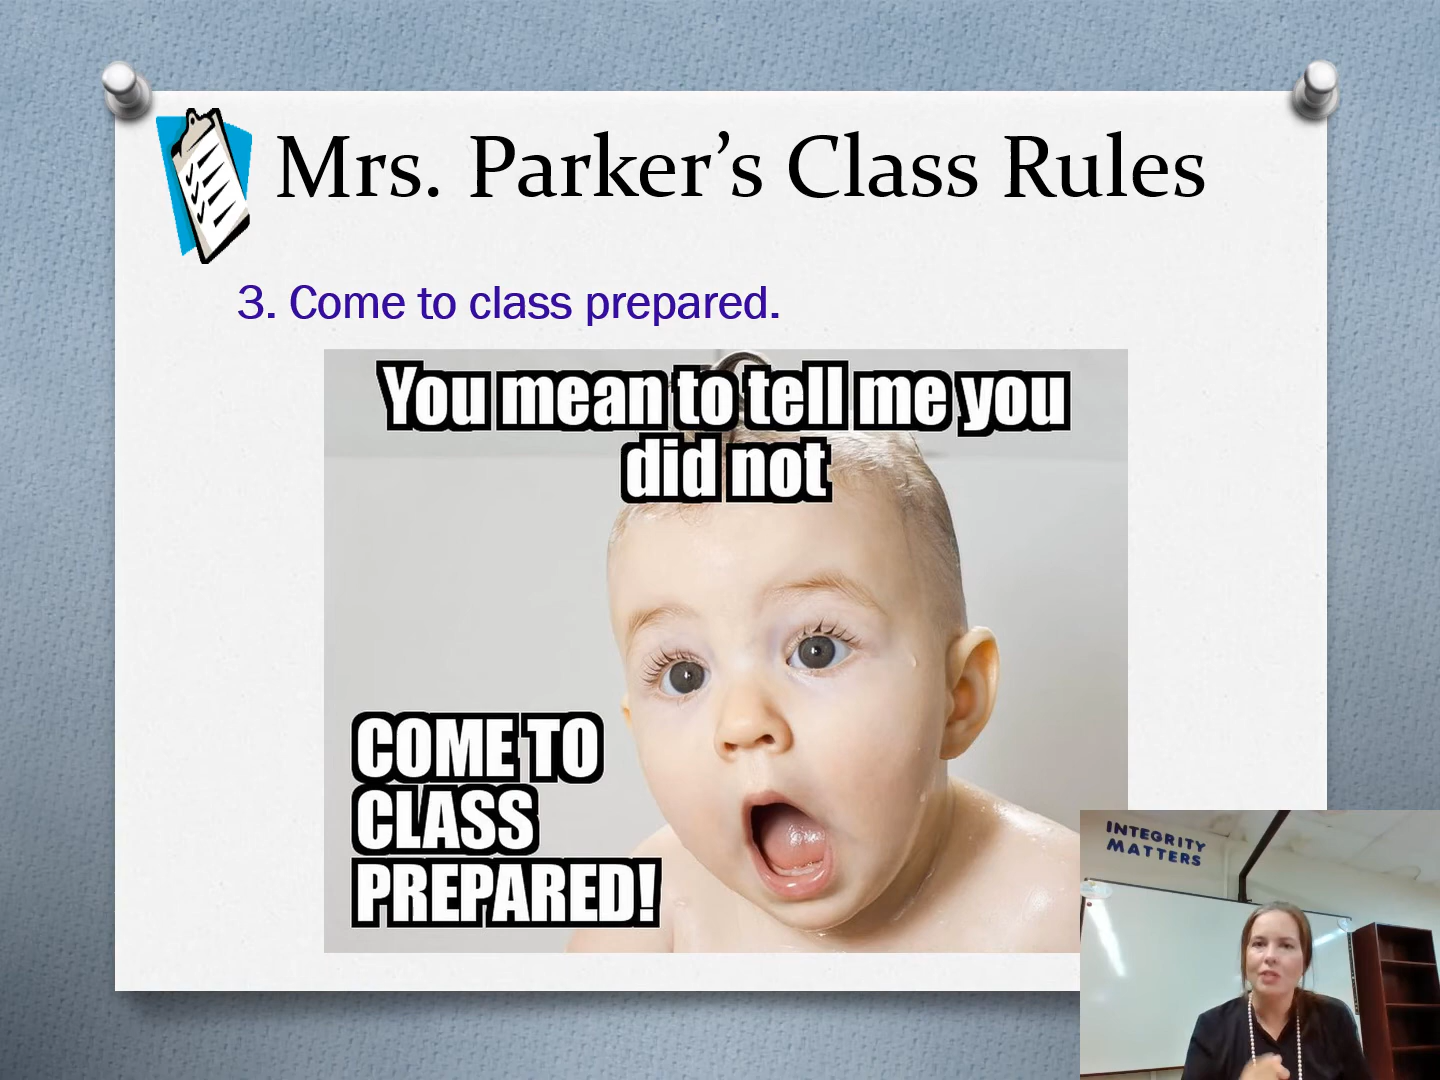 Mrs. Parker’s Class Rules
3. Come to class prepared.
You mean to tell me you
did not
COME TO
CLASS
PREPARED!
INTEGRITY
MATTERS